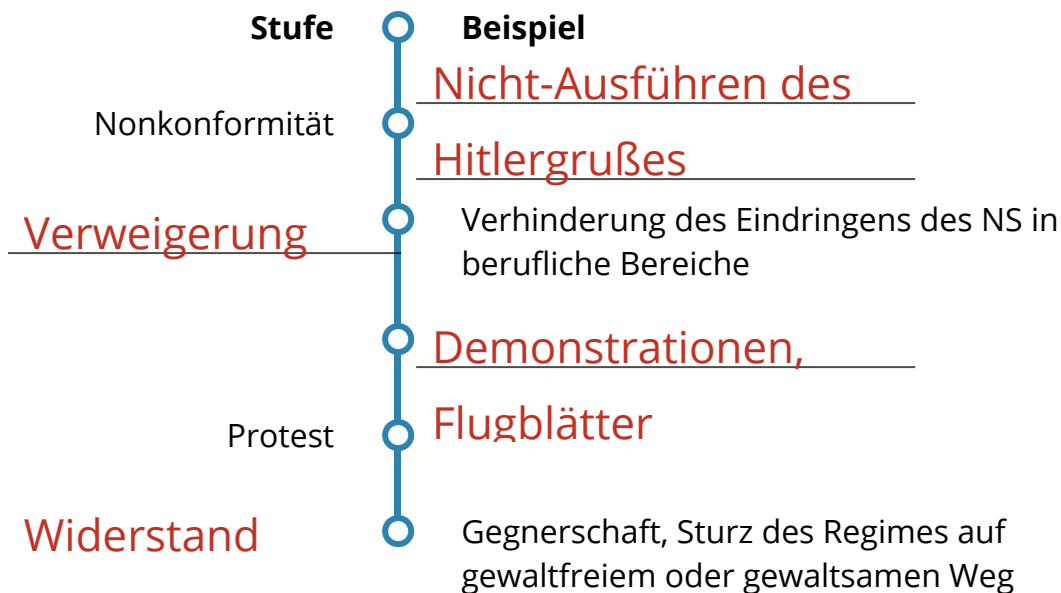 Stufe Beispiel
Nicht-Ausführen des
Nonkonformität
Hitlergrußes
Verweigerung
Verhinderung des Eindringens des NS in
berufliche Bereiche
Demonstrationen,
Protest
Flugblätter
Widerstand
Gegnerschaft, Sturz des Regimes auf
gewaltfreiem oder gewaltsamen Weg